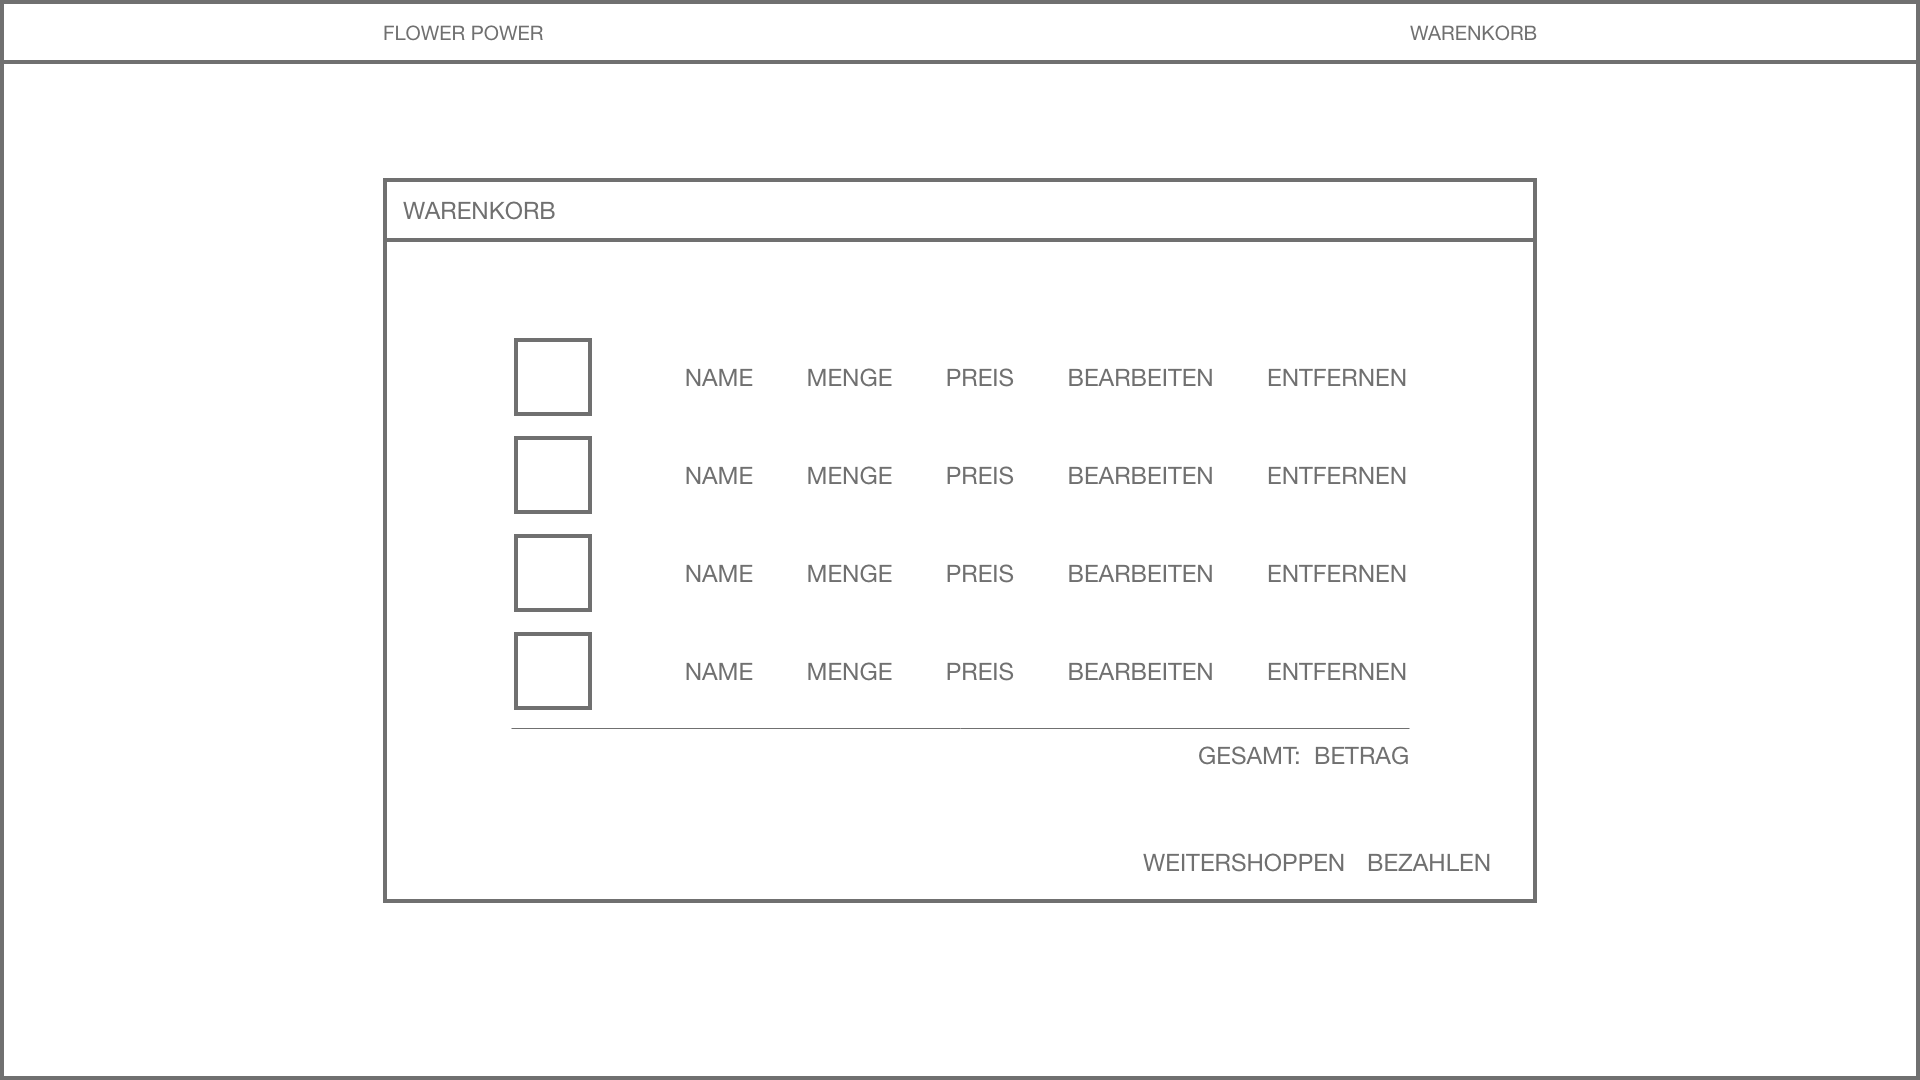 FLOWER POWER WARENKORB
WARENKORB
NAME MENGE PREIS BEARBEITEN ENTFERNEN
NAME MENGE PREIS BEARBEITEN ENTFERNEN
NAME MENGE PREIS BEARBEITEN ENTFERNEN
NAME MENGE PREIS BEARBEITEN ENTFERNEN
GESAMT: BETRAG
WEITERSHOPPEN BEZAHLEN